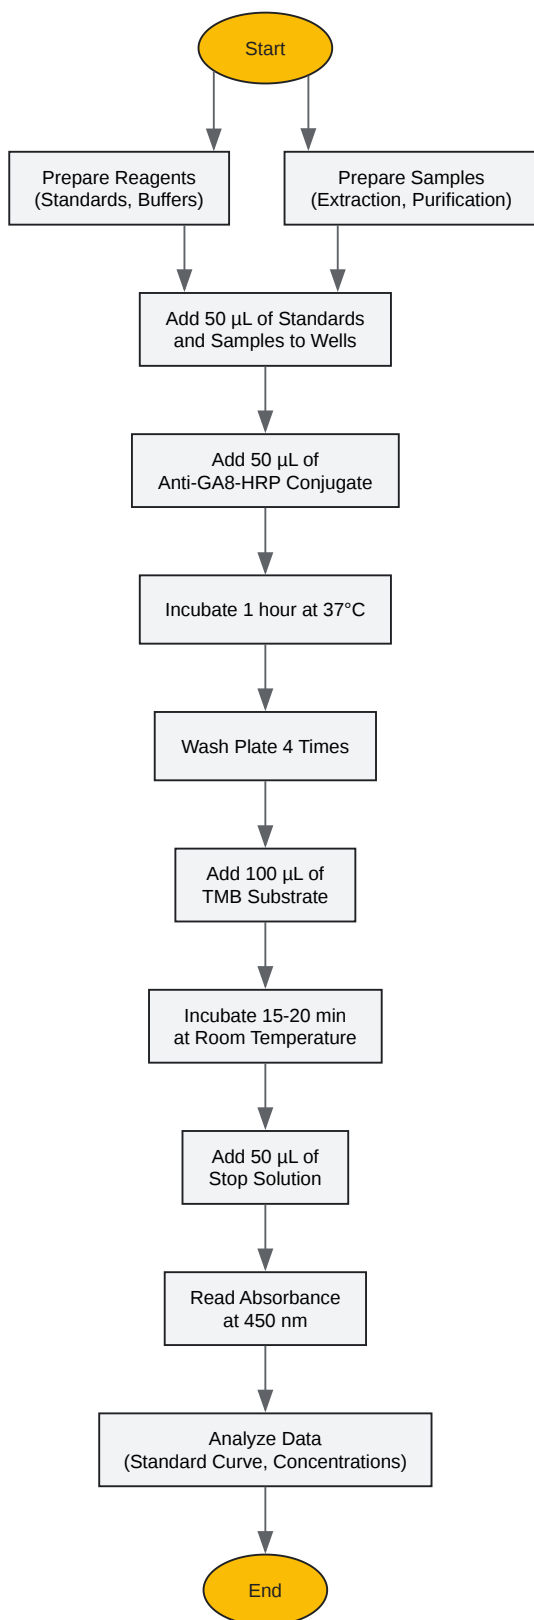 Start
Prepare Reagents
(Standards, Buffers)
Prepare Samples
(Extraction, Purification)
Add 50 µL of Standards
and Samples to Wells
Add 50 µL of
Anti-GA8-HRP Conjugate
Incubate 1 hour at 37°C
Wash Plate 4 Times
Add 100 µL of
TMB Substrate
Incubate 15-20 min
at Room Temperature
Add 50 µL of
Stop Solution
Read Absorbance
at 450 nm
Analyze Data
(Standard Curve, Concentrations)
End